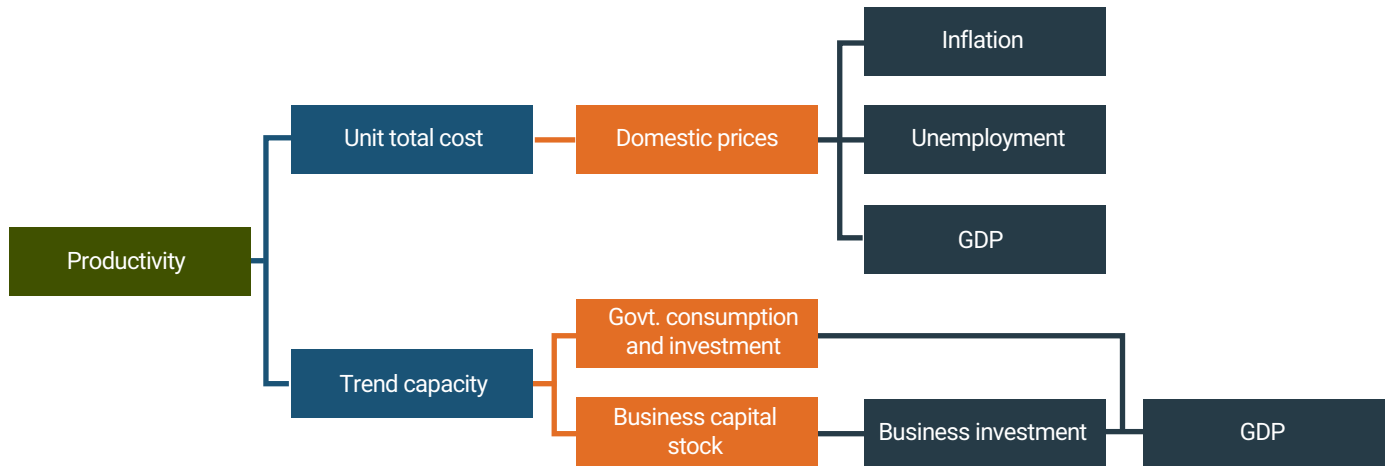 Inflation
Unit total cost
Domestic prices
Unemployment
GDP
Productivity
Govt. consumption
and investment
Trend capacity
Business capital
stock
Business investment
GDP